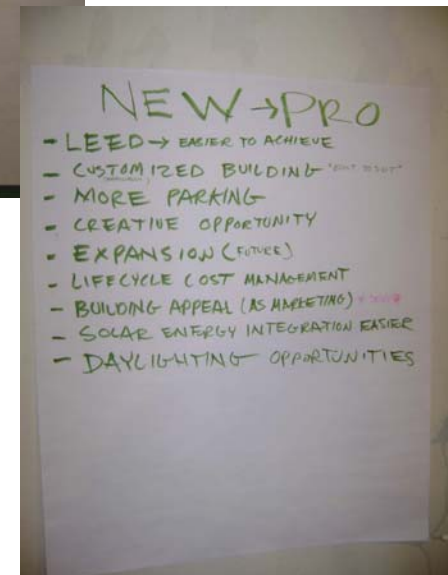 NEW → PRO
- LEED → EASIER TO ACHIEVE
- CUSTOMIZED BUILDING
- MORE PARKING
- CREATIVE OPPORTUNITY
- EXPANSION (FUTURE)
- LIFECYCLE COST MANAGEMENT
- BUILDING APPEAL (AS MARKETING)
- SOLAR ENERGY INTEGRATION EASIER
- DAYLIGHTING OPPORTUNITIES